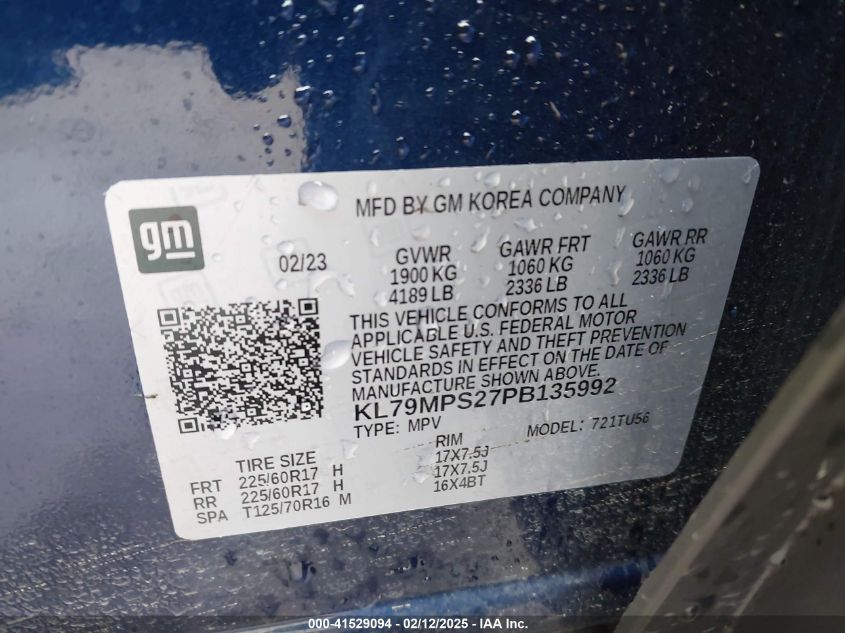 MFD BY GM KOREA COMPANY
gm
02/23
GVWR GAWR FRT GAWR RR
1900 KG 1060 KG 1060 KG
4189 LB 2336 LB 2336 LB
THIS VEHICLE CONFORMS TO ALL
APPLICABLE U.S. FEDERAL MOTOR
VEHICLE SAFETY AND THEFT PREVENTION
STANDARDS IN EFFECT ON THE DATE OF
MANUFACTURE SHOWN ABOVE.
KL79MPS27PB135992
TYPE: MPV MODEL: 721TU56
TIRE SIZE RIM
FRT 225/60R17 H 17X7.5J
RR 225/60R17 H 17X7.5J
SPA T125/70R16 M 16X4BT
000-41529094 - 02/12/2025 - IAA Inc.